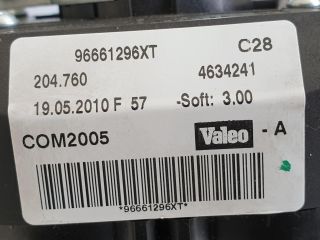 96661296XT C28
204.760 4634241
19.05.2010 F 57 -Soft: 3.00
COM2005 Valeo - A
*96661296XT*